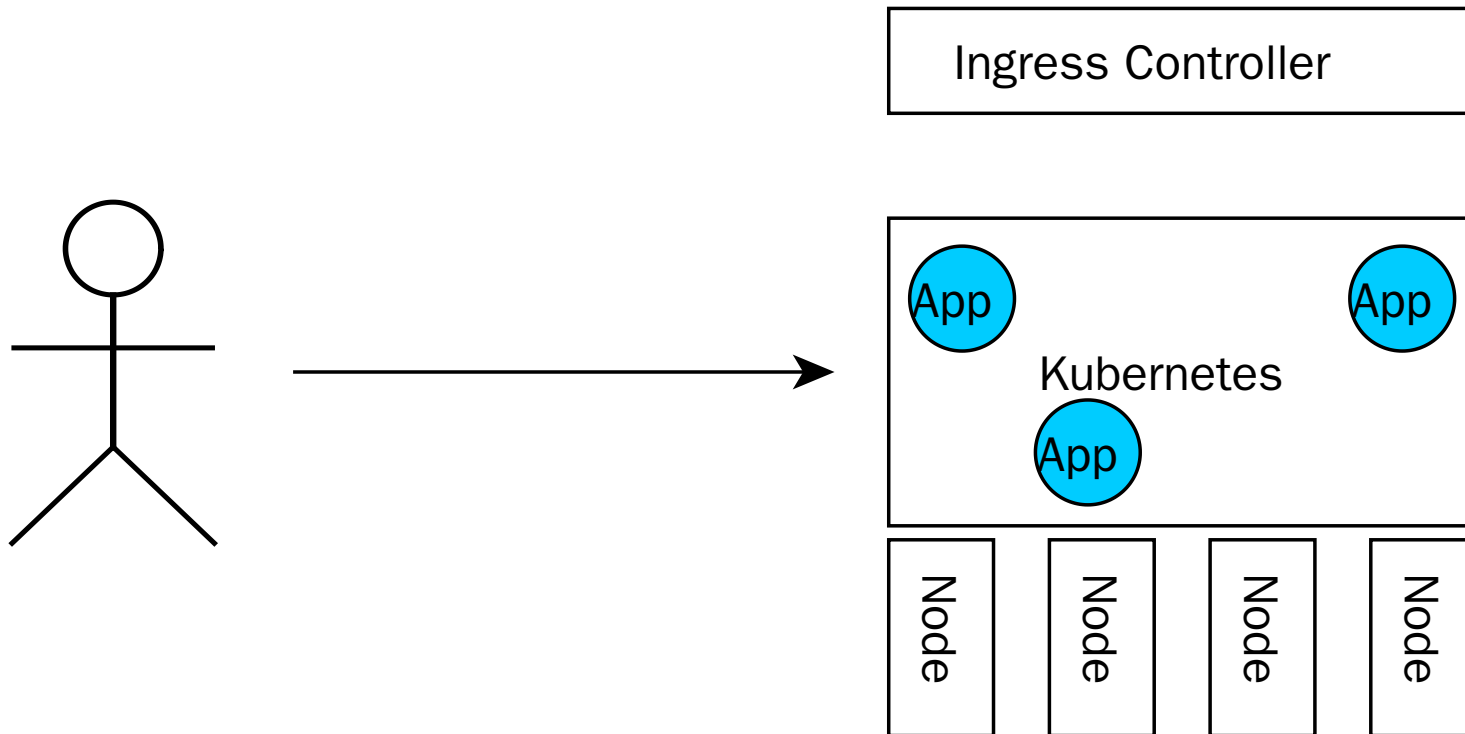 Ingress Controller
App
App
Kubernetes
App
Node
Node
Node
Node